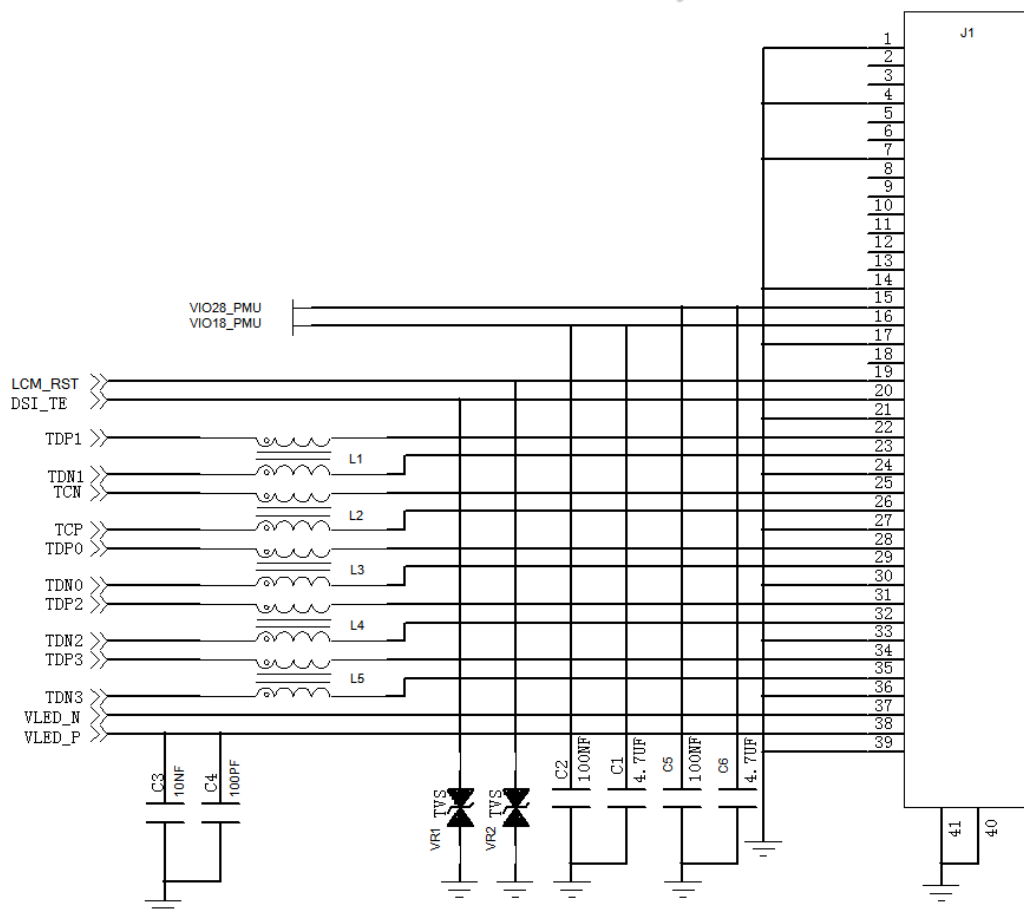 J1
1
2
3
4
5
6
7
8
9
10
11
12
13
14
15
16
17
18
19
20
21
22
23
24
25
26
27
28
29
30
31
32
33
34
35
36
37
38
39
VIO28_PMU
VIO18_PMU
LCM_RST
DSI_TE
TDP1
TDN1
TCN
TCP
TDP0
TDN0
TDP2
TDN2
TDP3
TDN3
VLED_N
VLED_P
L1
L2
L3
L4
L5
C3
10NF
C4
100PF
VR1
TVS
VR2
TVS
C2
100NF
C1
4.7UF
C5
100NF
C6
4.7UF
41
40